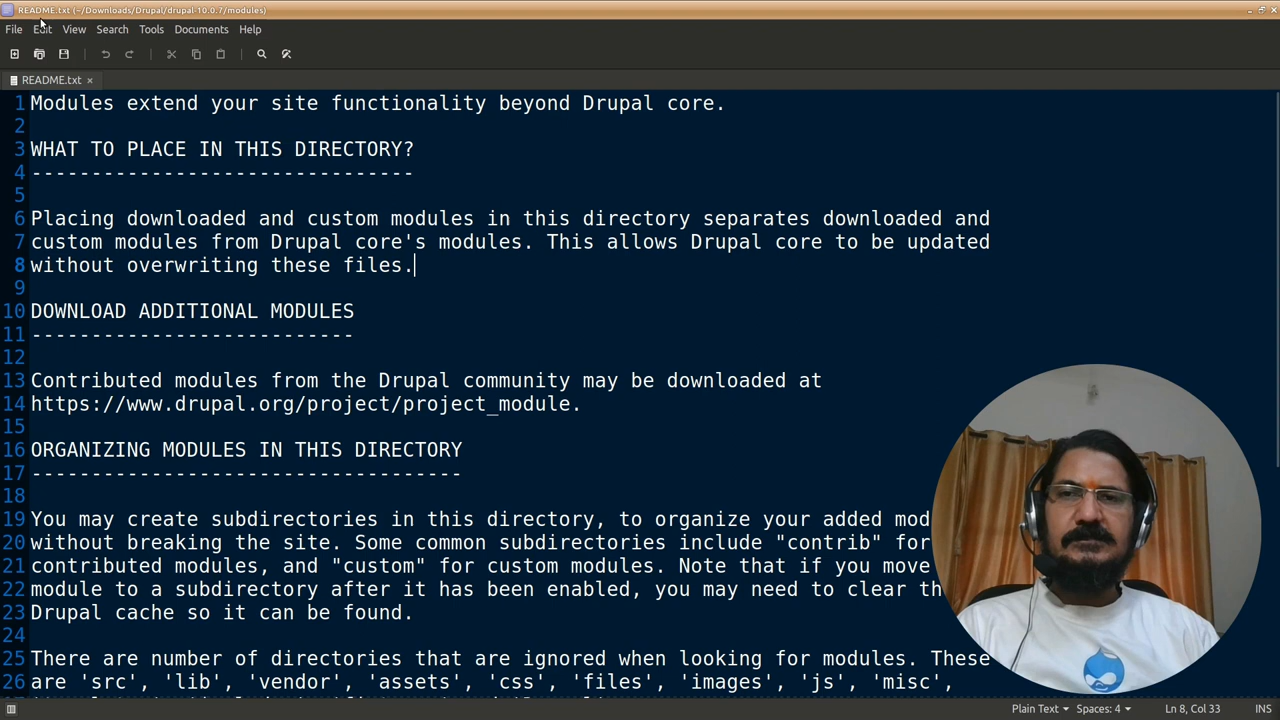 README.txt (~/Downloads/Drupal/drupal-10.0.7/modules)
File Edit View Search Tools Documents Help
README.txt ×
1 Modules extend your site functionality beyond Drupal core.
2
3 WHAT TO PLACE IN THIS DIRECTORY?
4 --------------------------------
5
6 Placing downloaded and custom modules in this directory separates downloaded and
7 custom modules from Drupal core's modules. This allows Drupal core to be updated
8 without overwriting these files.
9
10 DOWNLOAD ADDITIONAL MODULES
11 ---------------------------
12
13 Contributed modules from the Drupal community may be downloaded at
14 https://www.drupal.org/project/project_module.
15
16 ORGANIZING MODULES IN THIS DIRECTORY
17 ------------------------------------
18
19 You may create subdirectories in this directory, to organize your added mod
20 without breaking the site. Some common subdirectories include "contrib" for
21 contributed modules, and "custom" for custom modules. Note that if you move
22 module to a subdirectory after it has been enabled, you may need to clear th
23 Drupal cache so it can be found.
24
25 There are number of directories that are ignored when looking for modules. These
26 are 'src', 'lib', 'vendor', 'assets', 'css', 'files', 'images', 'js', 'misc',
Plain Text Spaces: 4 Ln 8, Col 33 INS